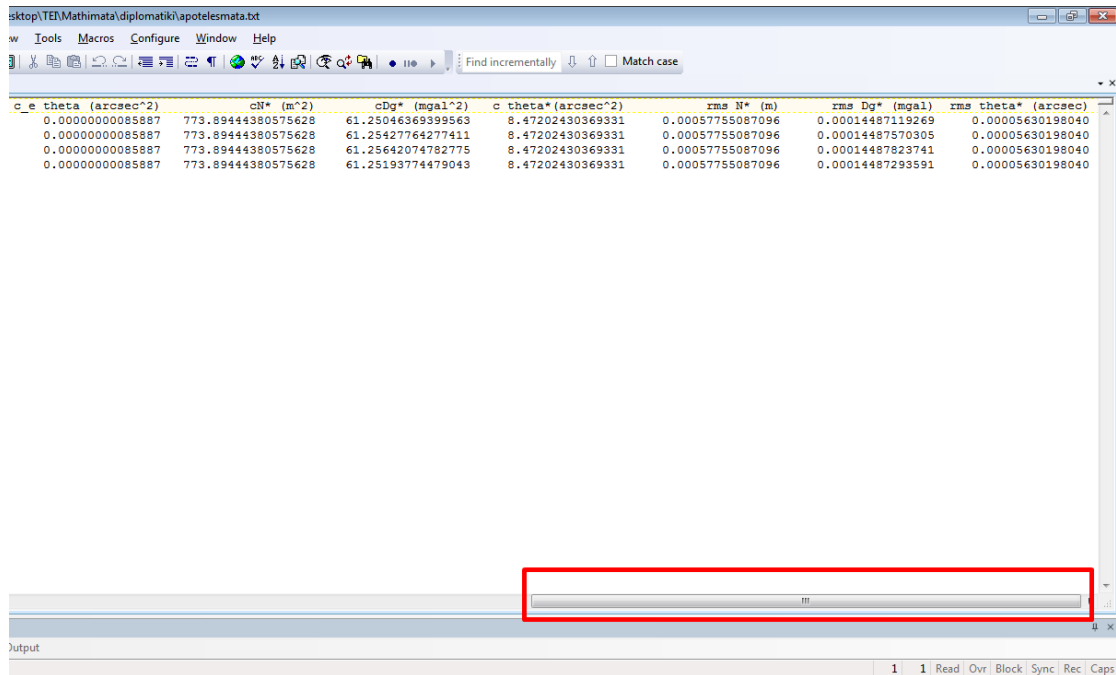 esktop\TEI\Mathimata\diplomatiki\apotelesmata.txt
ew Tools Macros Configure Window Help
Find incrementally Match case
c_e theta (arcsec^2) cN* (m^2) cDg* (mgal^2) c theta*(arcsec^2) rms N* (m) rms Dg* (mgal) rms theta* (arcsec)
0.00000000085887 773.89444380575628 61.25046369399563 8.47202430369331 0.00057755087096 0.00014487119269 0.00005630198040
0.00000000085887 773.89444380575628 61.25427764277411 8.47202430369331 0.00057755087096 0.00014487570305 0.00005630198040
0.00000000085887 773.89444380575628 61.25642074782775 8.47202430369331 0.00057755087096 0.00014487823741 0.00005630198040
0.00000000085887 773.89444380575628 61.25193774479043 8.47202430369331 0.00057755087096 0.00014487293591 0.00005630198040
Output
1 1 Read Ovr Block Sync Rec Caps